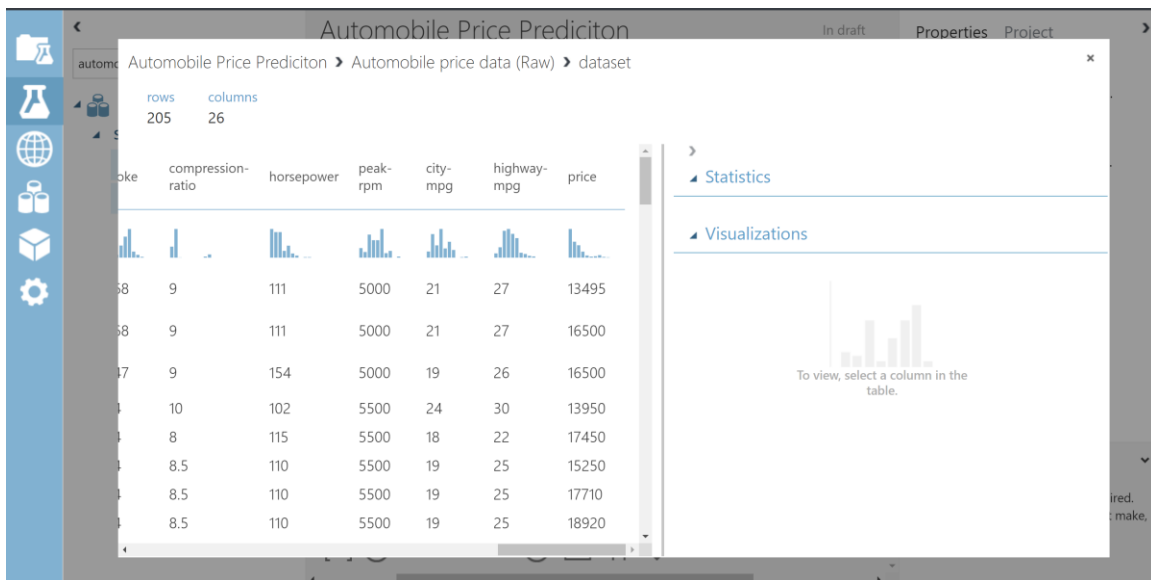 Automobile Price Prediciton
In draft
Properties Project
Automobile Price Prediciton > Automobile price data (Raw) > dataset
×
rows columns
205 26
compression-ratio horsepower peak-rpm city-mpg highway-mpg price
9 111 5000 21 27 13495
9 111 5000 21 27 16500
9 154 5000 19 26 16500
10 102 5500 24 30 13950
8 115 5500 18 22 17450
8.5 110 5500 19 25 15250
8.5 110 5500 19 25 17710
8.5 110 5500 19 25 18920
Statistics
Visualizations
To view, select a column in the
table.
make,